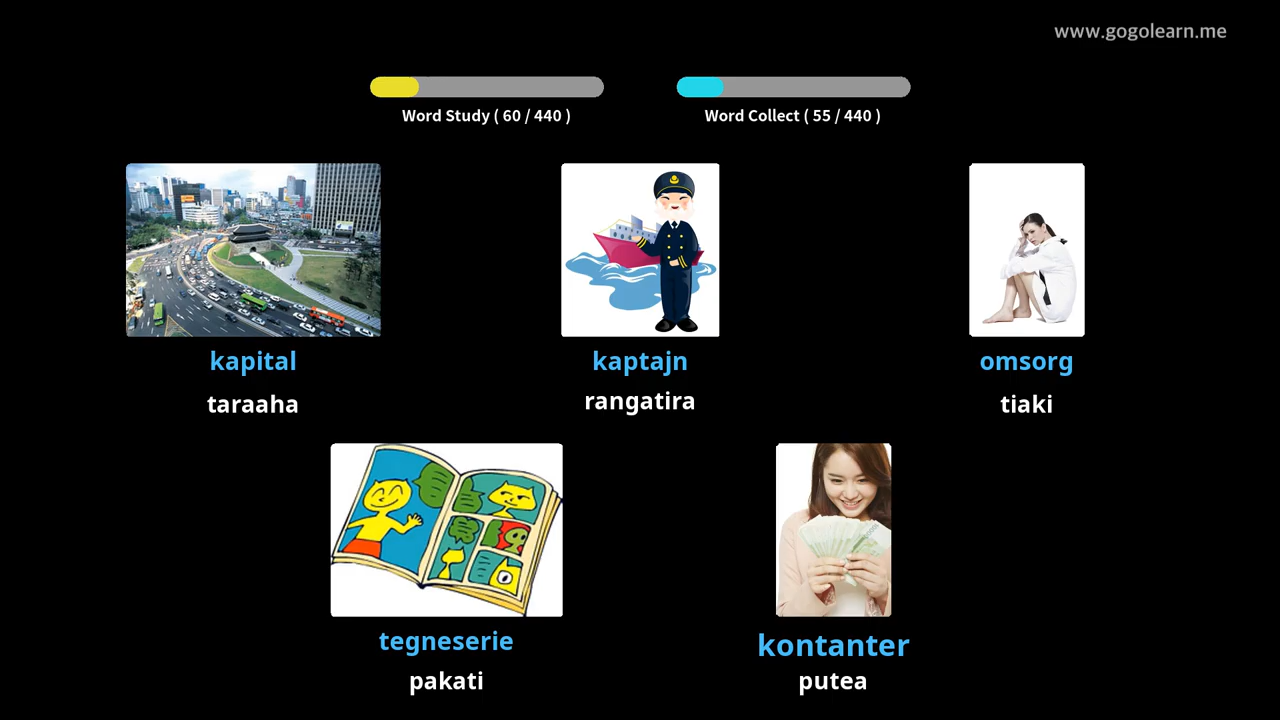 www.gogolearn.me
Word Study ( 60 / 440 )
Word Collect ( 55 / 440 )
kapital
taraaha
kaptajn
rangatira
omsorg
tiaki
tegneserie
pakati
kontanter
putea